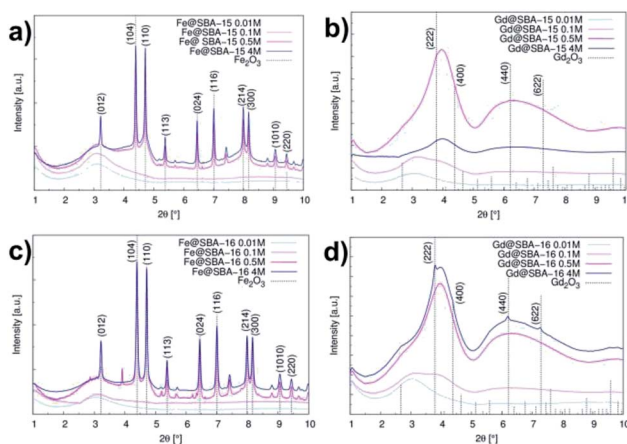 a)
Fe@SBA-15 0.01M
Fe@SBA-15 0.1M
Fe@ SBA-15 0.5M
Fe@SBA-15 4M
Fe₂O₃
(104)
(110)
(012)
(113)
(024)
(116)
(214)
(300)
(1010)
(220)
Intensity [a.u.]
1 2 3 4 5 6 7 8 9 10
2θ [°]
b)
Gd@SBA-15 0.01M
Gd@SBA-15 0.1M
Gd@SBA-15 0.5M
Gd@SBA-15 4M
Gd₂O₃
(222)
(400)
(440)
(622)
Intensity [a.u.]
1 2 3 4 5 6 7 8 9 1
2θ [°]
c)
Fe@SBA-16 0.01M
Fe@SBA-16 0.1M
Fe@SBA-16 0.5M
Fe@SBA-16 4M
Fe₂O₃
(104)
(110)
(012)
(113)
(024)
(116)
(214)
(300)
(1010)
(220)
Intensity [a.u.]
1 2 3 4 5 6 7 8 9 10
2θ [°]
d)
Gd@SBA-16 0.01M
Gd@SBA-16 0.1M
Gd@SBA-16 0.5M
Gd@SBA-16 4M
Gd₂O₃
(222)
(400)
(440)
(622)
Intensity [a.u.]
1 2 3 4 5 6 7 8 9 10
2θ [°]